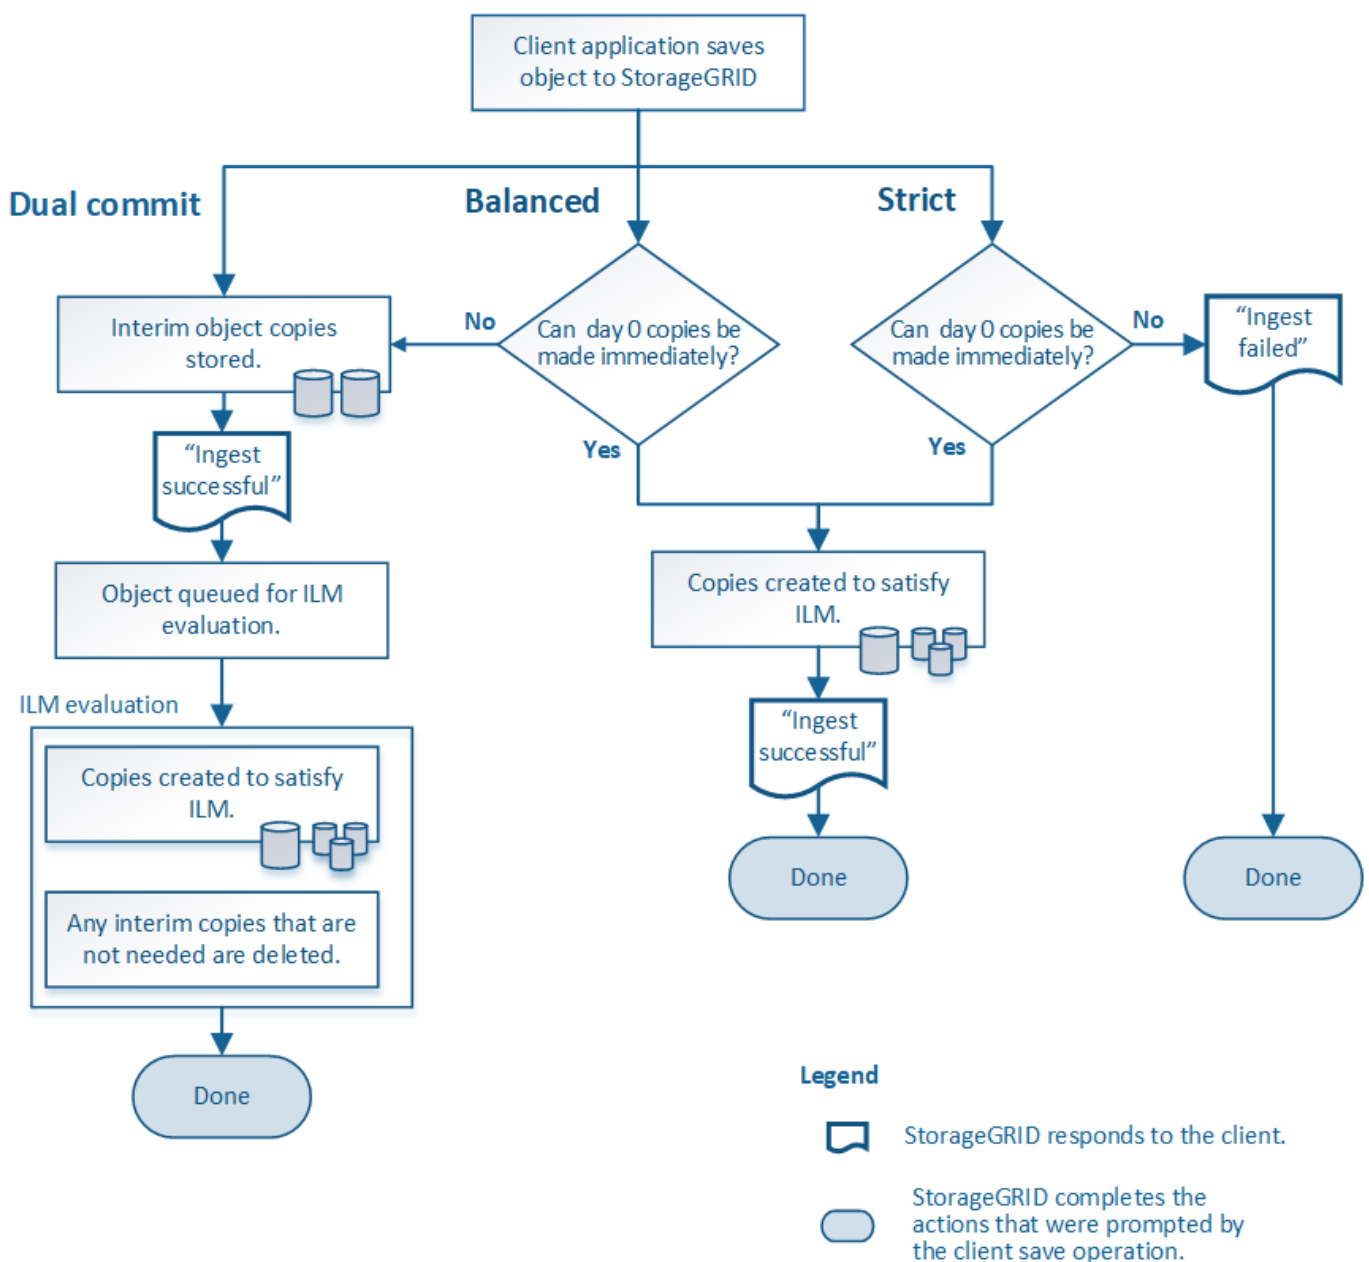 Client application saves
object to StorageGRID
Dual commit
Balanced
Strict
Interim object copies
stored.
No
Can day 0 copies be
made immediately?
Can day 0 copies be
made immediately?
No
“Ingest
failed”
Yes
Yes
“Ingest
successful”
Object queued for ILM
evaluation.
Copies created to satisfy
ILM.
ILM evaluation
“Ingest
successful”
Copies created to satisfy
ILM.
Any interim copies that are
not needed are deleted.
Done
Done
Done
Legend
StorageGRID responds to the client.
StorageGRID completes the
actions that were prompted by
the client save operation.